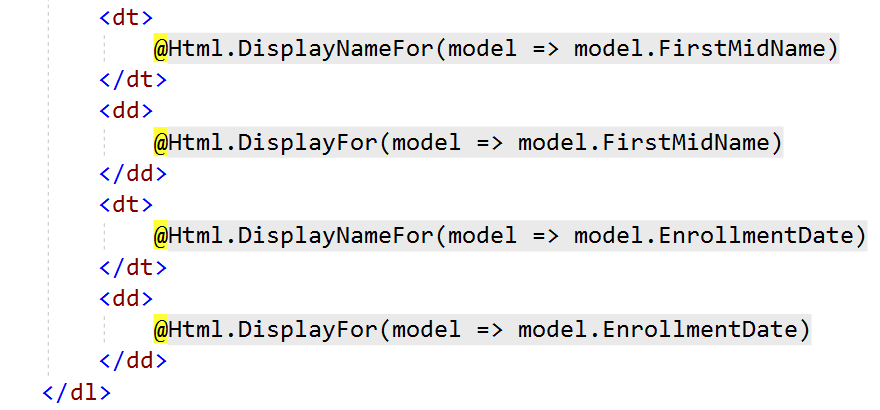 <dt>
@Html.DisplayNameFor(model => model.FirstMidName)
</dt>
<dd>
@Html.DisplayFor(model => model.FirstMidName)
</dd>
<dt>
@Html.DisplayNameFor(model => model.EnrollmentDate)
</dt>
<dd>
@Html.DisplayFor(model => model.EnrollmentDate)
</dd>
</dl>